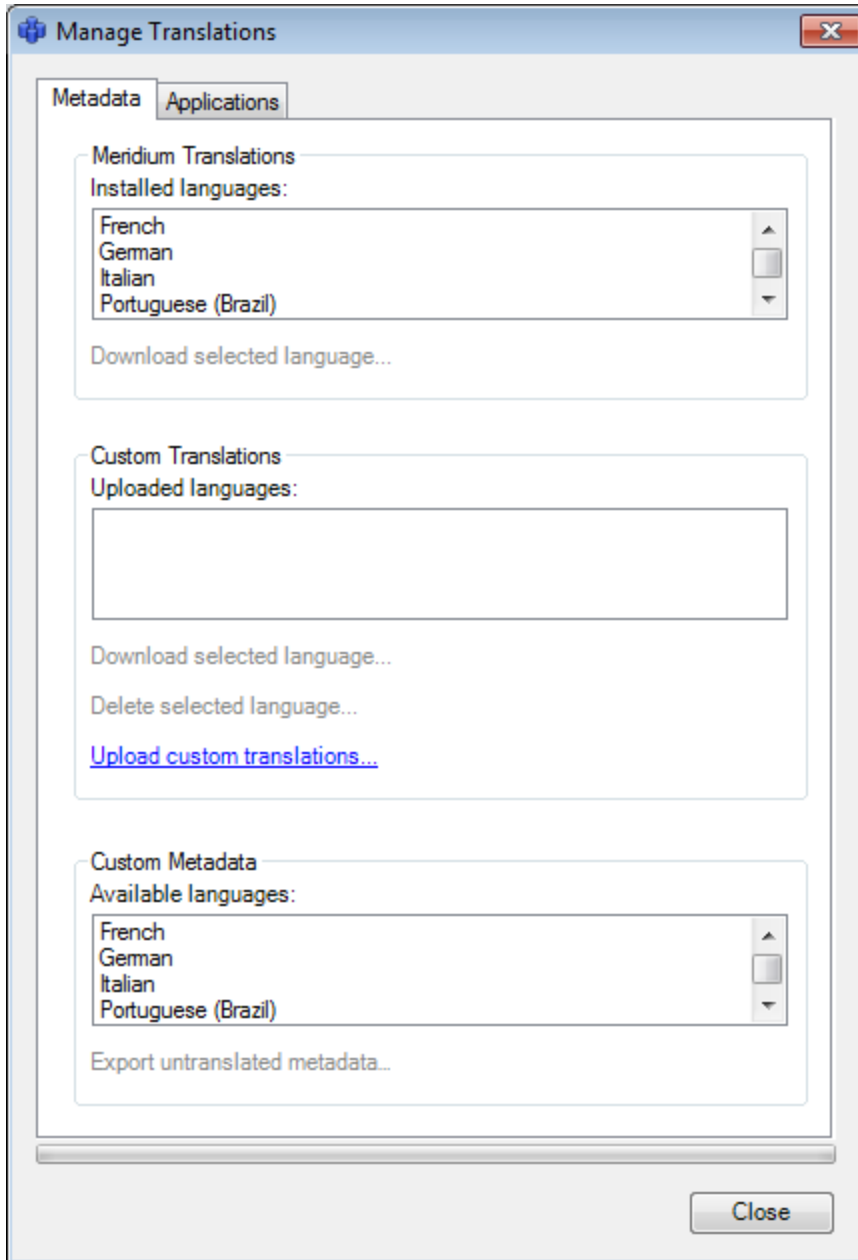 Manage Translations
Metadata
Applications
Meridium Translations
Installed languages:
French
German
Italian
Portuguese (Brazil)
Download selected language...
Custom Translations
Uploaded languages:
Download selected language...
Delete selected language...
Upload custom translations...
Custom Metadata
Available languages:
French
German
Italian
Portuguese (Brazil)
Export untranslated metadata...
Close